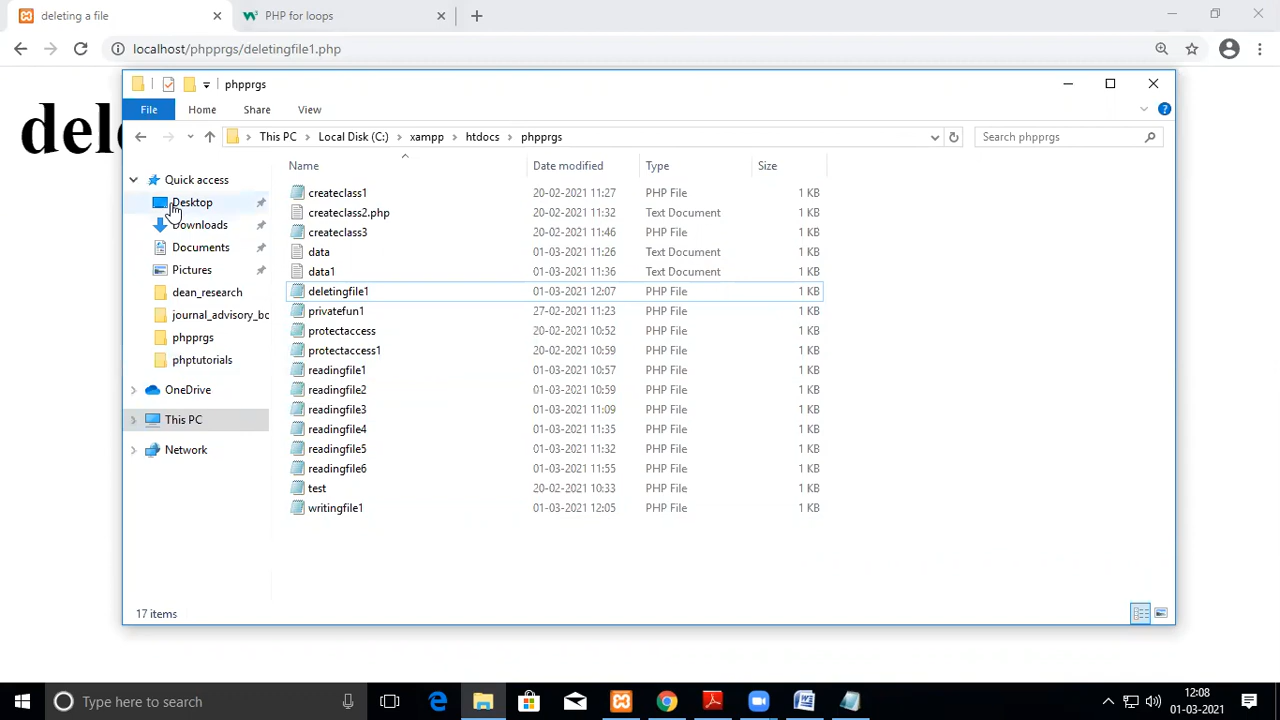 deleting a file
PHP for loops
localhost/phpprgs/deletingfile1.php
del
phpprgs
File Home Share View
This PC Local Disk (C:) xampp htdocs phpprgs
Search phpprgs
Name Date modified Type Size
Quick access
Desktop
Downloads
Documents
Pictures
dean_research
journal_advisory_bo
phpprgs
phptutorials
OneDrive
This PC
Network
createclass1 20-02-2021 11:27 PHP File 1 KB
createclass2.php 20-02-2021 11:32 Text Document 1 KB
createclass3 20-02-2021 11:46 PHP File 1 KB
data 01-03-2021 11:26 Text Document 1 KB
data1 01-03-2021 11:36 Text Document 1 KB
deletingfile1 01-03-2021 12:07 PHP File 1 KB
privatefun1 27-02-2021 11:23 PHP File 1 KB
protectaccess 20-02-2021 10:52 PHP File 1 KB
protectaccess1 20-02-2021 10:59 PHP File 1 KB
readingfile1 01-03-2021 10:57 PHP File 1 KB
readingfile2 01-03-2021 10:59 PHP File 1 KB
readingfile3 01-03-2021 11:09 PHP File 1 KB
readingfile4 01-03-2021 11:35 PHP File 1 KB
readingfile5 01-03-2021 11:32 PHP File 1 KB
readingfile6 01-03-2021 11:55 PHP File 1 KB
test 20-02-2021 10:33 PHP File 1 KB
writingfile1 01-03-2021 12:05 PHP File 1 KB
17 items
Type here to search
12:08
01-03-2021